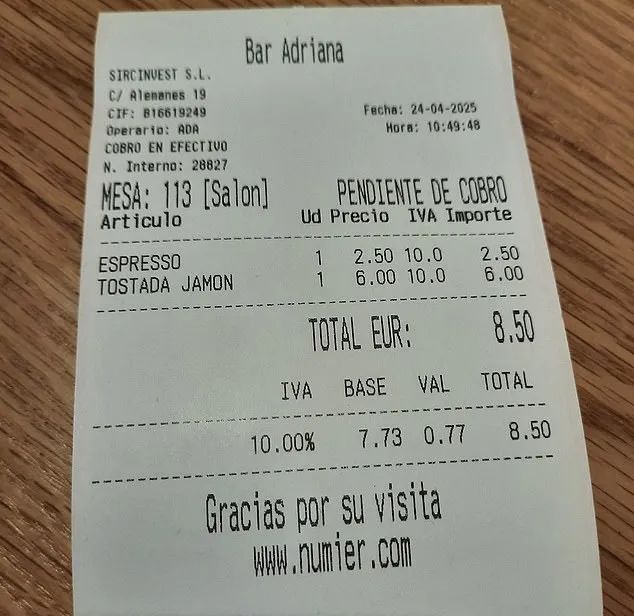 Bar Adriana
SIRCINVEST S.L.
C/ Alemanes 19
CIF: B16619249
Fecha: 24-04-2025
Operario: ADA
Hora: 10:49:48
COBRO EN EFECTIVO
N. Interno: 28627
MESA: 113 [Salon] PENDIENTE DE COBRO
Articulo Ud Precio IVA Importe
ESPRESSO 1 2.50 10.0 2.50
TOSTADA JAMON 1 6.00 10.0 6.00
TOTAL EUR: 8.50
IVA BASE VAL TOTAL
10.00% 7.73 0.77 8.50
Gracias por su visita
www.numier.com